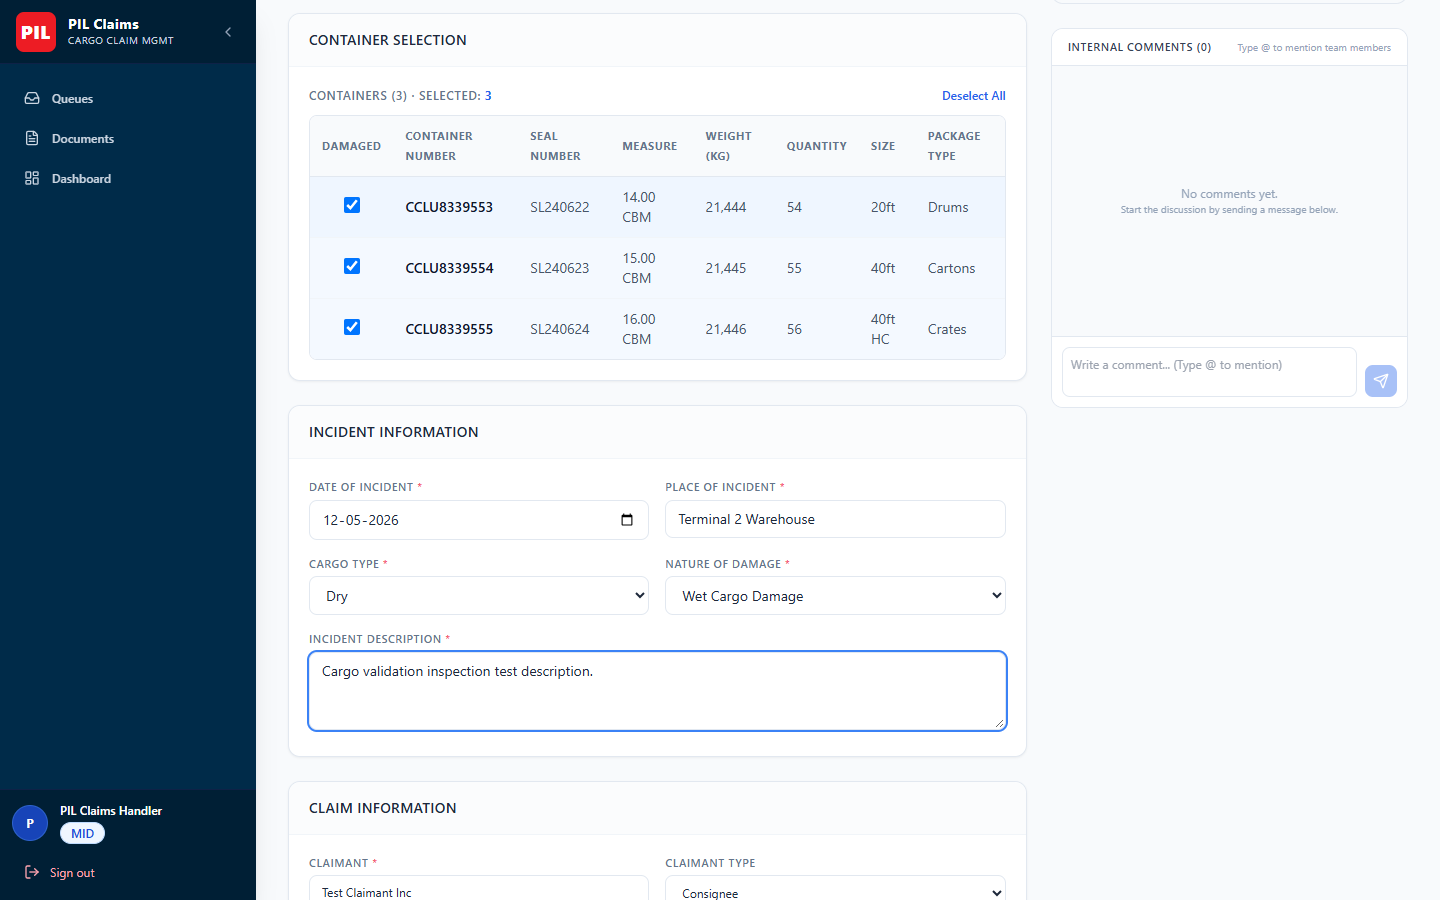 PIL
PIL Claims
CARGO CLAIM MGMT
Queues
Documents
Dashboard
PIL Claims Handler
P
MID
Sign out
CONTAINER SELECTION
CONTAINERS (3) · SELECTED: 3
Deselect All
DAMAGED CONTAINER NUMBER SEAL NUMBER MEASURE WEIGHT (KG) QUANTITY SIZE PACKAGE TYPE
CCLU8339553 SL240622 14.00 CBM 21,444 54 20ft Drums
CCLU8339554 SL240623 15.00 CBM 21,445 55 40ft Cartons
CCLU8339555 SL240624 16.00 CBM 21,446 56 40ft HC Crates
INCIDENT INFORMATION
DATE OF INCIDENT * PLACE OF INCIDENT *
12-05-2026 Terminal 2 Warehouse
CARGO TYPE * NATURE OF DAMAGE *
Dry Wet Cargo Damage
INCIDENT DESCRIPTION *
Cargo validation inspection test description.
CLAIM INFORMATION
CLAIMANT * CLAIMANT TYPE
Test Claimant Inc Consignee
INTERNAL COMMENTS (0) Type @ to mention team members
No comments yet.
Start the discussion by sending a message below.
Write a comment... (Type @ to mention)